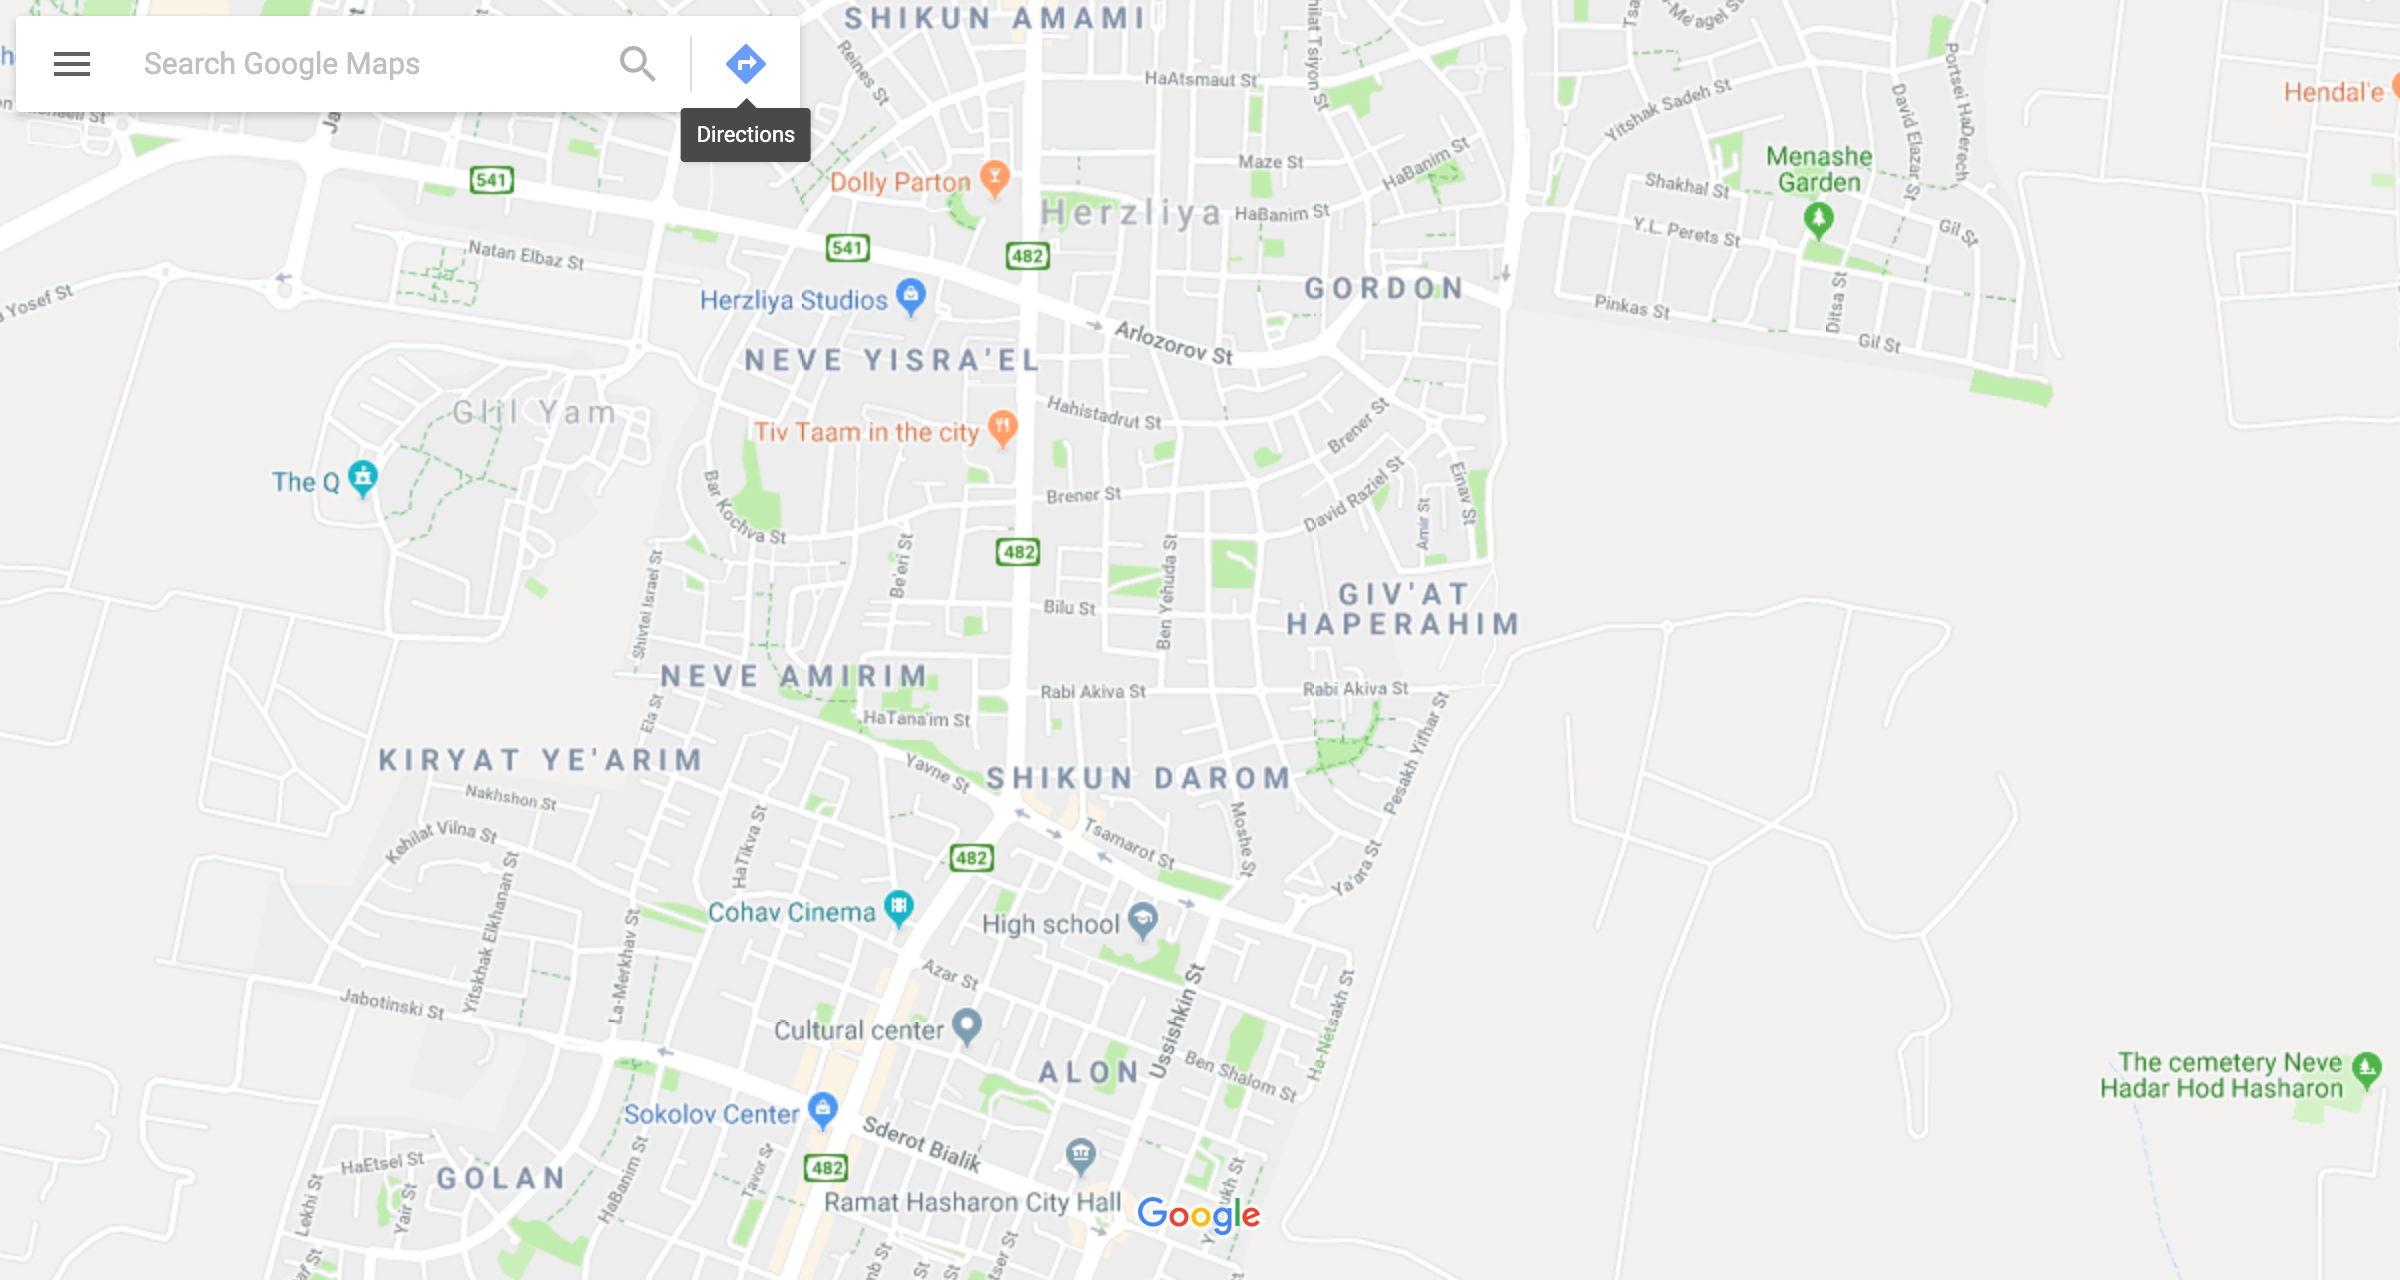 SHIKUN AMAMI
Search Google Maps
Directions
Reines St
HaAtsmaut St
Yitshak Sadeh St
David Elazar St
Portsei HaDerech
Hendal'e
541
Dolly Parton
Maze St
HaBanim St
Menashe
Garden
Shakhal St
Herzliya
HaBanim St
Y.L. Perets St
Gil St
Natan Elbaz St
541
482
Yosef St
Herzliya Studios
GORDON
Pinkas St
Ditsa St
Gil St
Arlozorov St
NEVE YISRA'EL
Glil Yam
Hahistadrut St
Brener St
Tiv Taam in the city
The Q
Bar Kochva St
Brener St
David Raziel St
Einav St
Amir St
482
Be'eri St
Ben Yehuda St
Shivtei Israel St
Bilu St
GIV'AT
HAPERAHIM
NEVE AMIRIM
Rabi Akiva St
Rabi Akiva St
Ela St
HaTana'im St
Pesakh Yifhar St
KIRYAT YE'ARIM
Yavne St
SHIKUN DAROM
Nakhshon St
Kehilat Vilna St
HaTikva St
Tsamarot St
Moshe St
482
Ya'ara St
Yitskhak Elkhanan St
Cohav Cinema
High school
La-Merkhav St
Azar St
Ussishkin St
Ha-Netsakh St
Jabotinski St
Cultural center
ALON
Ben Shalom St
The cemetery Neve
Hadar Hod Hasharon
Sokolov Center
Sderot Bialik
HaEtsel St
GOLAN
482
Tavor St
HaBanim St
Lekhi St
Yair St
Ramat Hasharon City Hall
Google